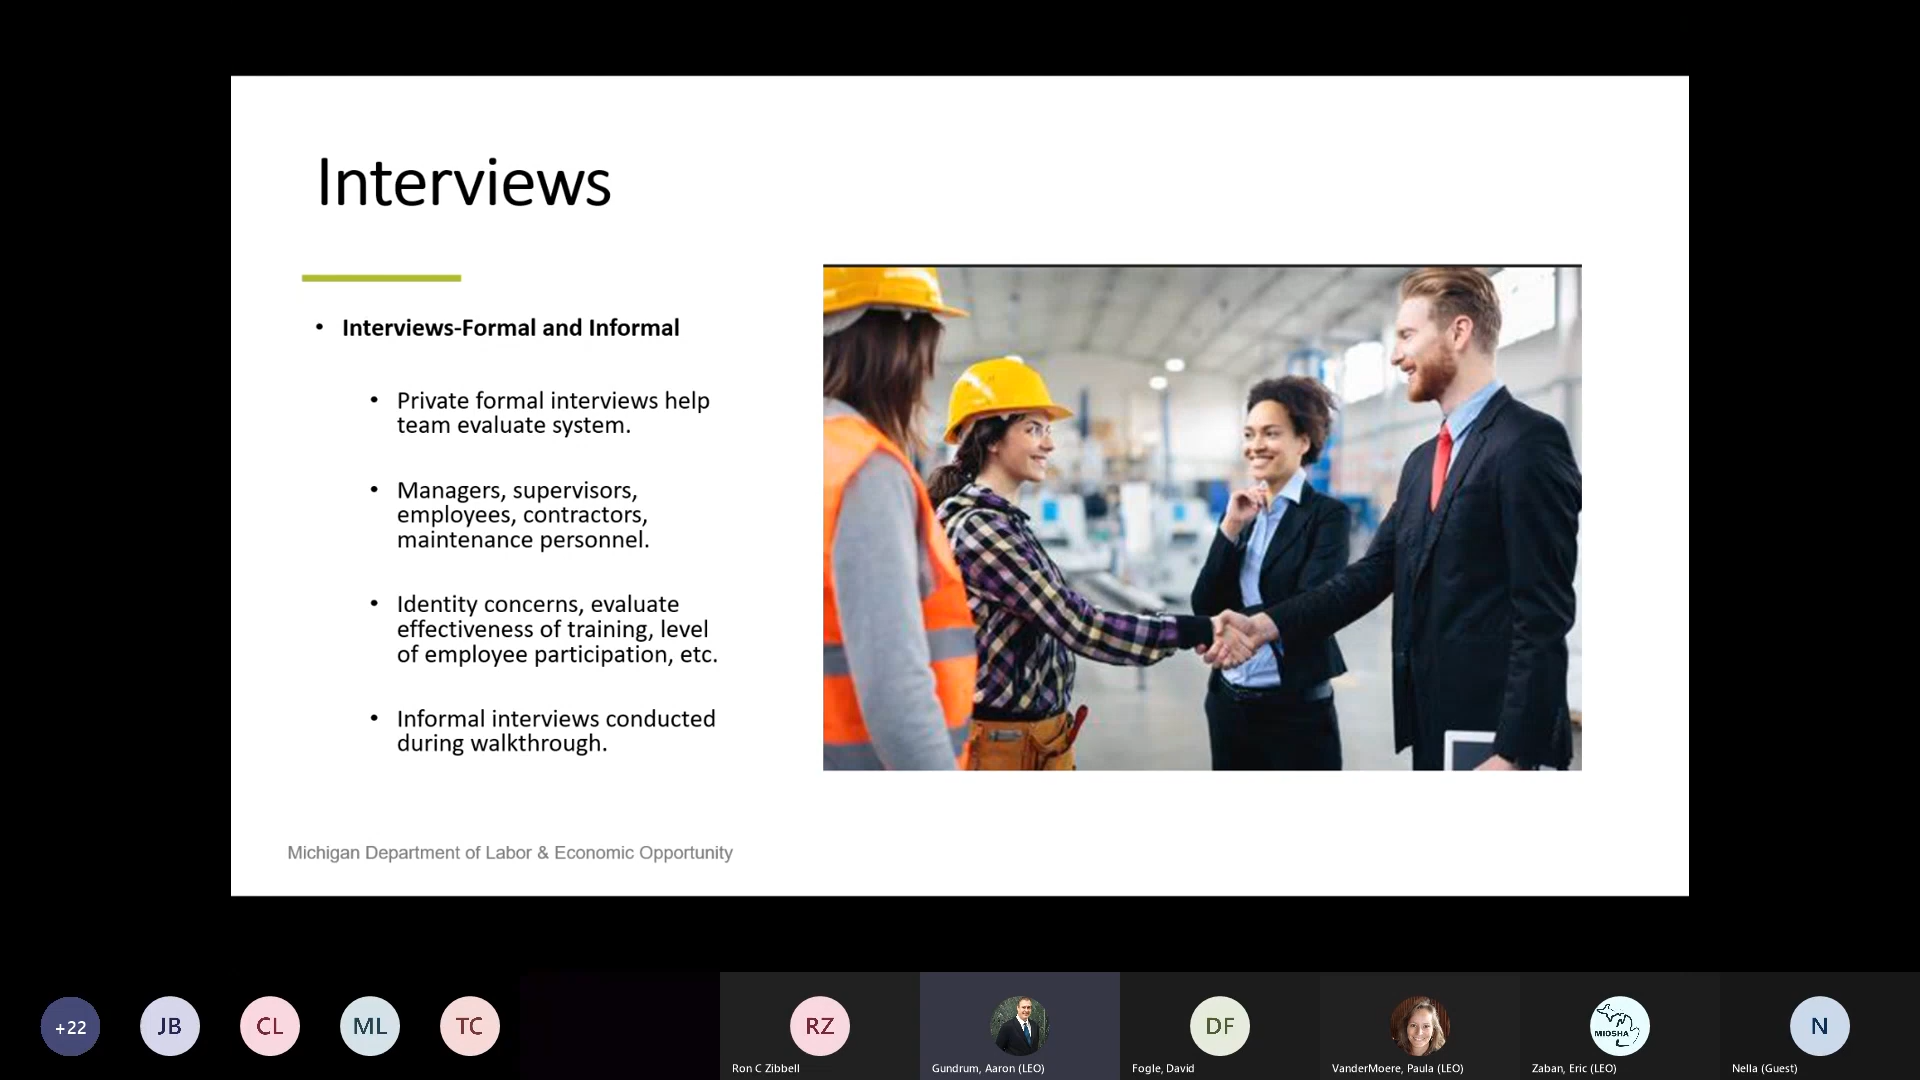 Interviews
• Interviews-Formal and Informal
• Private formal interviews help
team evaluate system.
• Managers, supervisors,
employees, contractors,
maintenance personnel.
• Identity concerns, evaluate
effectiveness of training, level
of employee participation, etc.
• Informal interviews conducted
during walkthrough.
Michigan Department of Labor & Economic Opportunity
+22
JB
CL
ML
TC
RZ
Ron C Zibbell
Gundrum, Aaron (LEO)
DF
Fogle, David
VanderMoere, Paula (LEO)
MIOSHA
Zaban, Eric (LEO)
N
Nella (Guest)